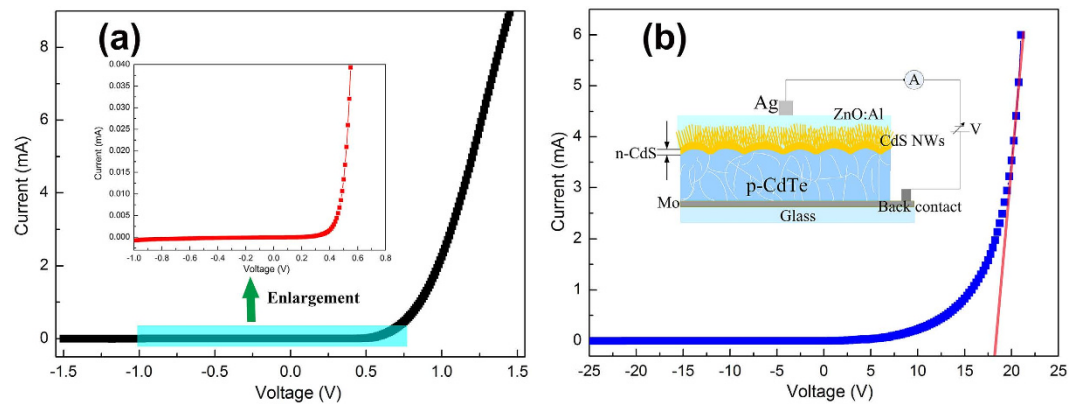 (a)
Current (mA)
8
6
4
2
0
-1.5
-1.0
-0.5
0.0
0.5
1.0
1.5
Voltage (V)
Current (mA)
0.040
0.035
0.030
0.025
0.020
0.015
0.010
0.005
0.000
-1.0
-0.8
-0.6
-0.4
-0.2
0.0
0.2
0.4
0.6
0.8
Voltage (V)
Enlargement
(b)
Current (mA)
6
5
4
3
2
1
0
-25
-20
-15
-10
-5
0
5
10
15
20
25
Voltage (V)
A
Ag
ZnO:Al
V
CdS NWs
n-CdS
p-CdTe
Mo
Back contact
Glass